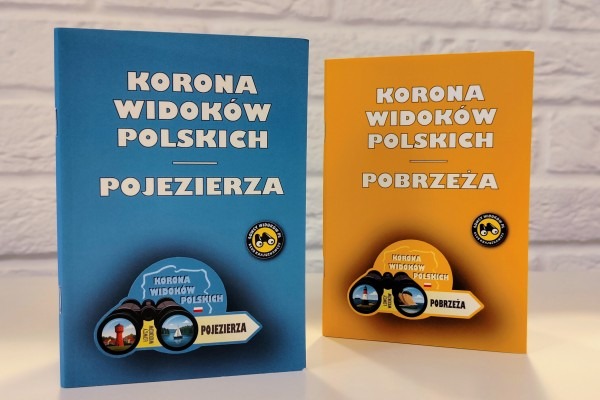 KORONA
WIDOKÓW
POLSKICH
POJEZIERZA
KORONA
WIDOKÓW
POLSKICH
POJEZIERZA
KORONA
WIDOKÓW
POLSKICH
POBRZEŻA
KORONA
WIDOKÓW
POLSKICH
POBRZEŻA